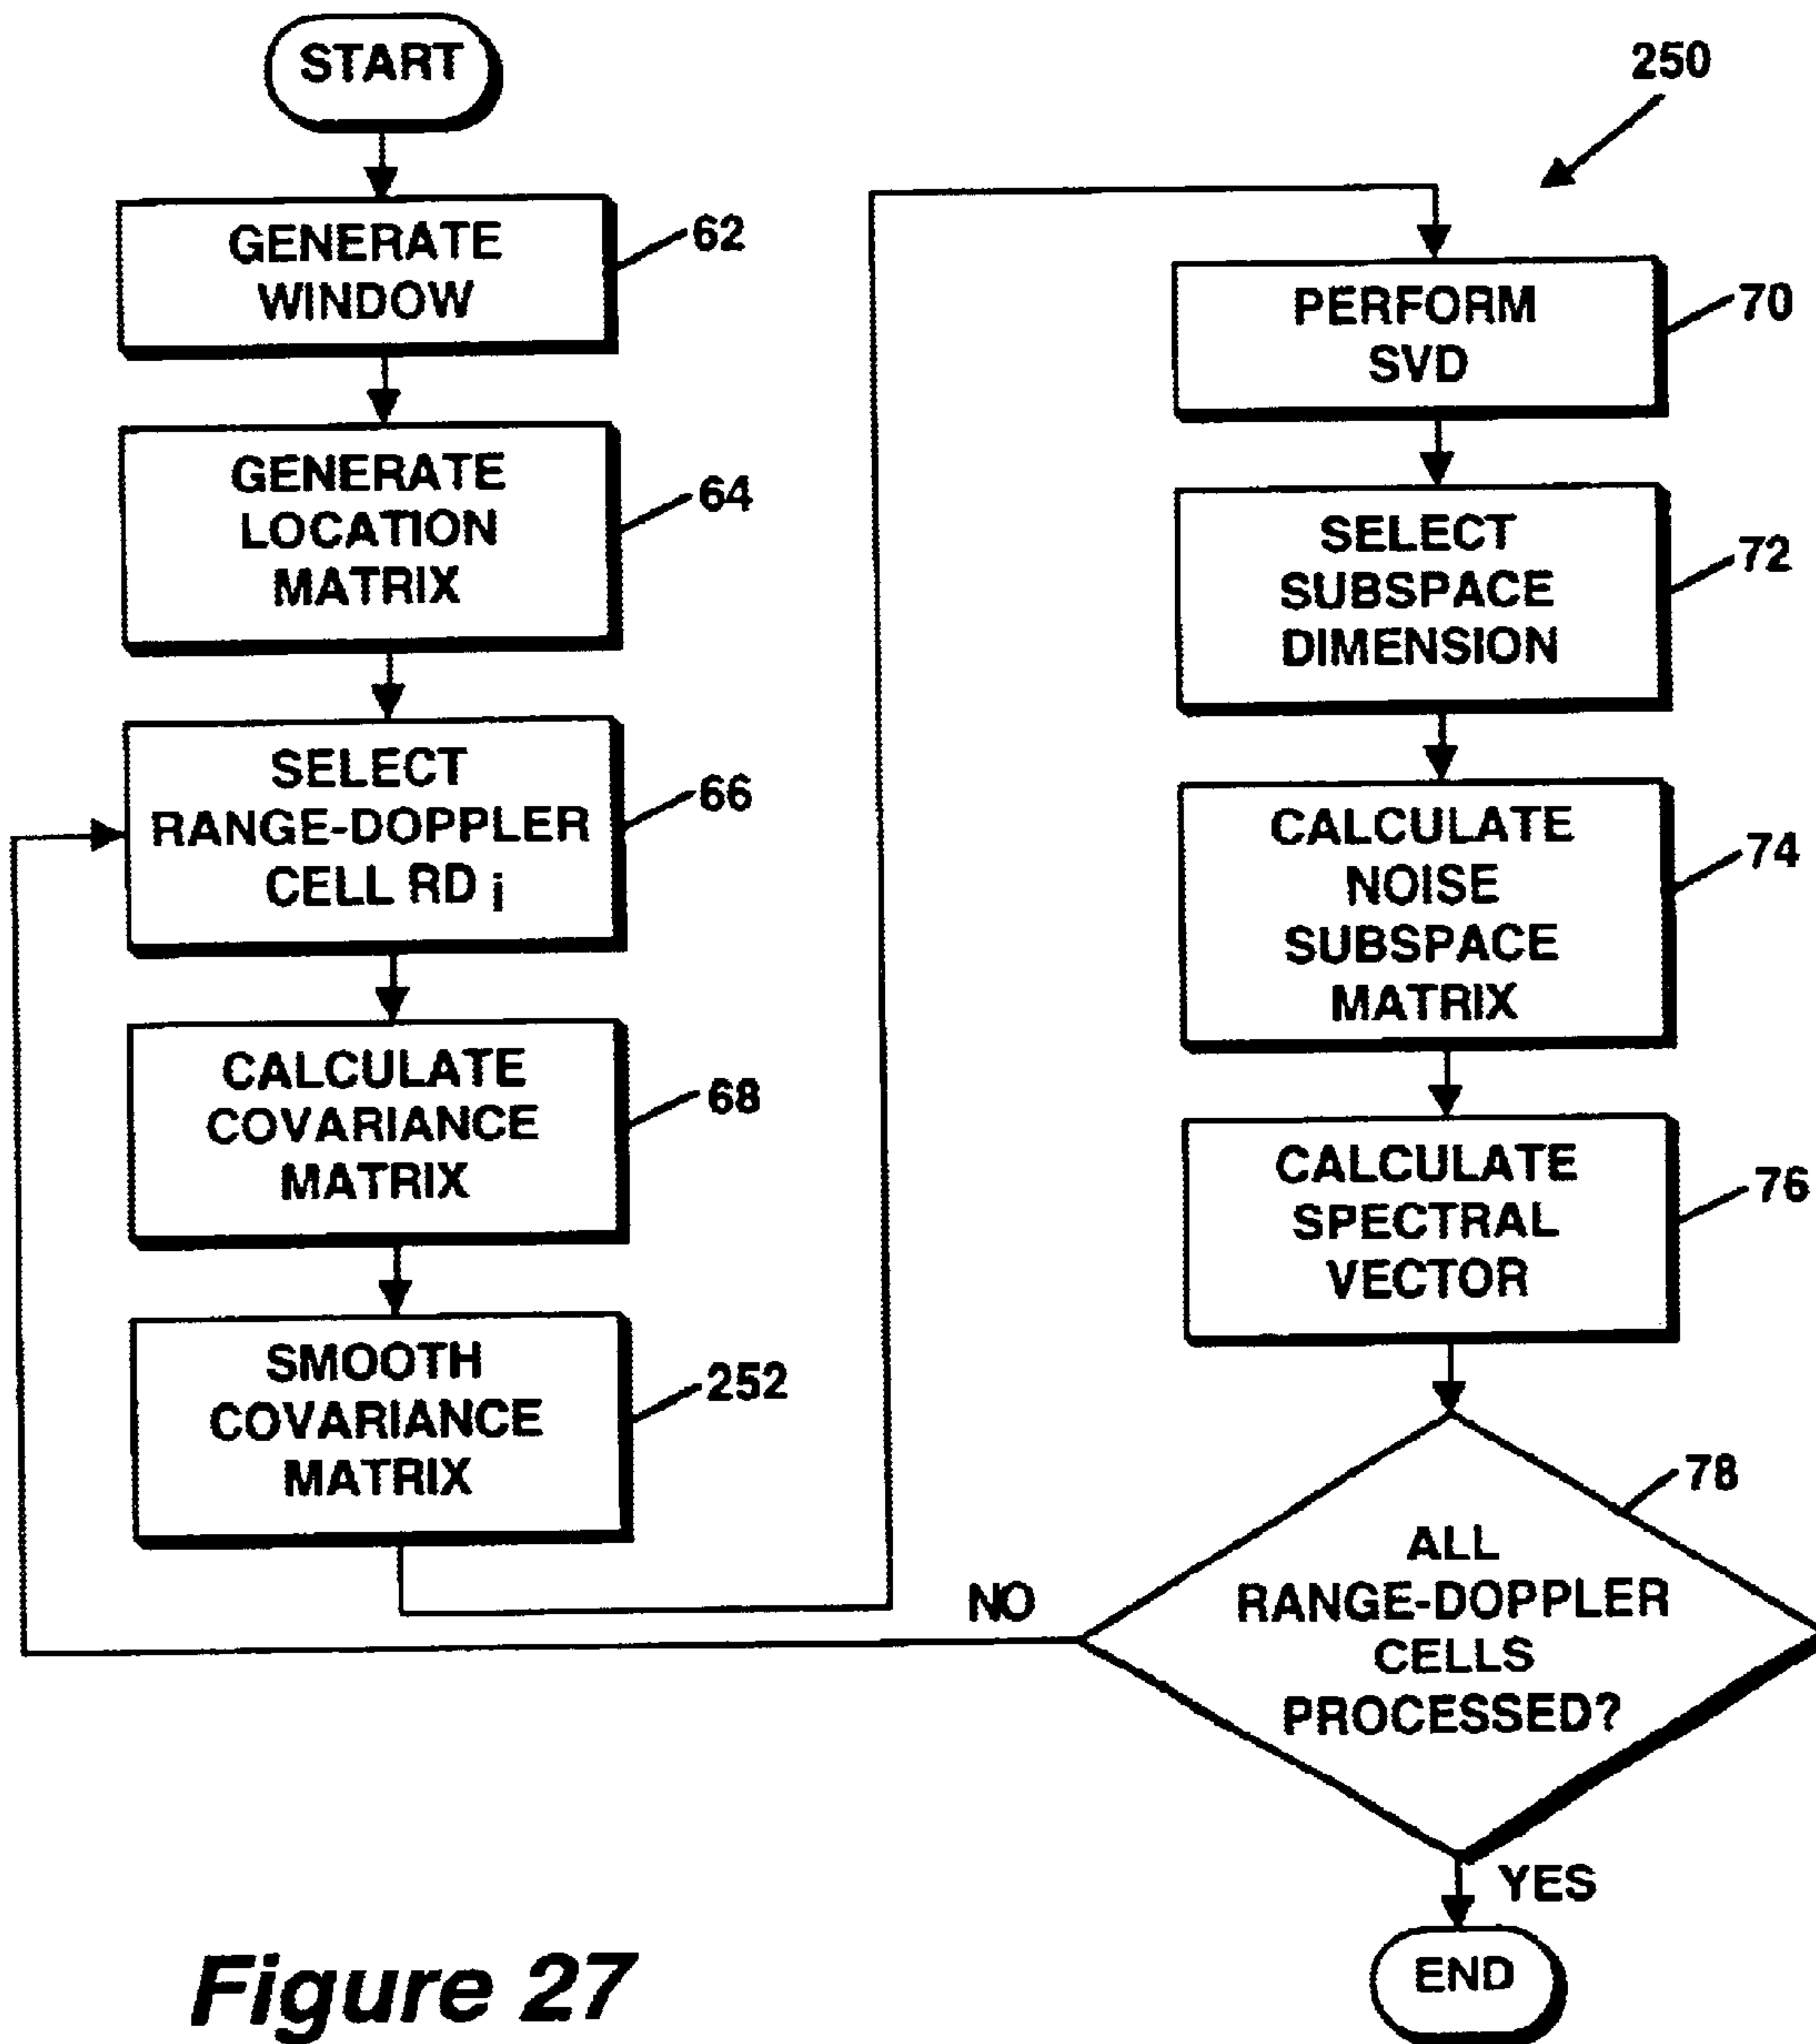 START
GENERATE
WINDOW
62
GENERATE
LOCATION
MATRIX
64
SELECT
RANGE-DOPPLER
CELL RD i
66
CALCULATE
COVARIANCE
MATRIX
68
SMOOTH
COVARIANCE
MATRIX
252
250
PERFORM
SVD
70
SELECT
SUBSPACE
DIMENSION
72
CALCULATE
NOISE
SUBSPACE
MATRIX
74
CALCULATE
SPECTRAL
VECTOR
76
ALL
RANGE-DOPPLER
CELLS
PROCESSED?
78
NO
YES
END
Figure 27